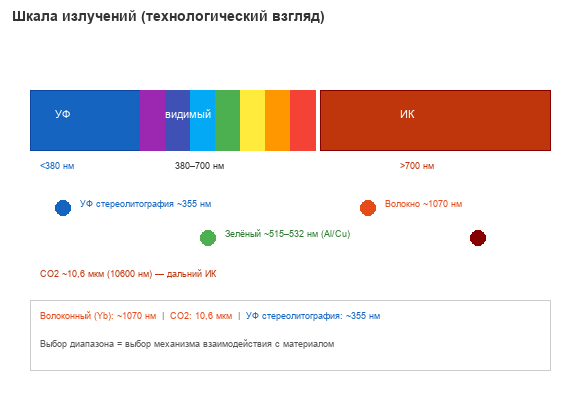 Шкала излучений (технологический взгляд)
УФ видимый ИК
<380 нм 380–700 нм >700 нм
УФ стереолитография ~355 нм Волокно ~1070 нм
Зелёный ~515–532 нм (Al/Cu)
CO2 ~10,6 мкм (10600 нм) — дальний ИК
Волоконный (Yb): ~1070 нм | CO2: 10,6 мкм | УФ стереолитография: ~355 нм
Выбор диапазона = выбор механизма взаимодействия с материалом